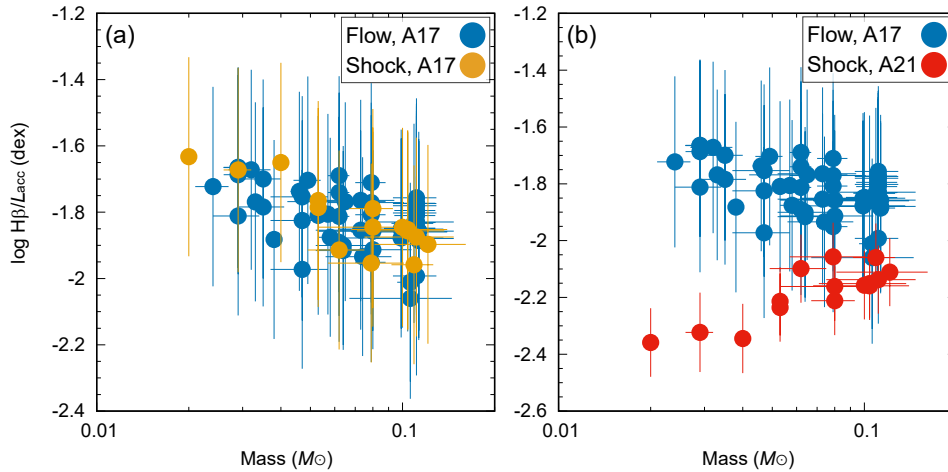 (a)
Flow, A17
Shock, A17
log Hβ/Lacc (dex)
-1.2
-1.4
-1.6
-1.8
-2
-2.2
-2.4
0.01
0.1
Mass (M⊙)
(b)
Flow, A17
Shock, A21
-1.2
-1.4
-1.6
-1.8
-2
-2.2
-2.4
-2.6
0.01
0.1
Mass (M⊙)